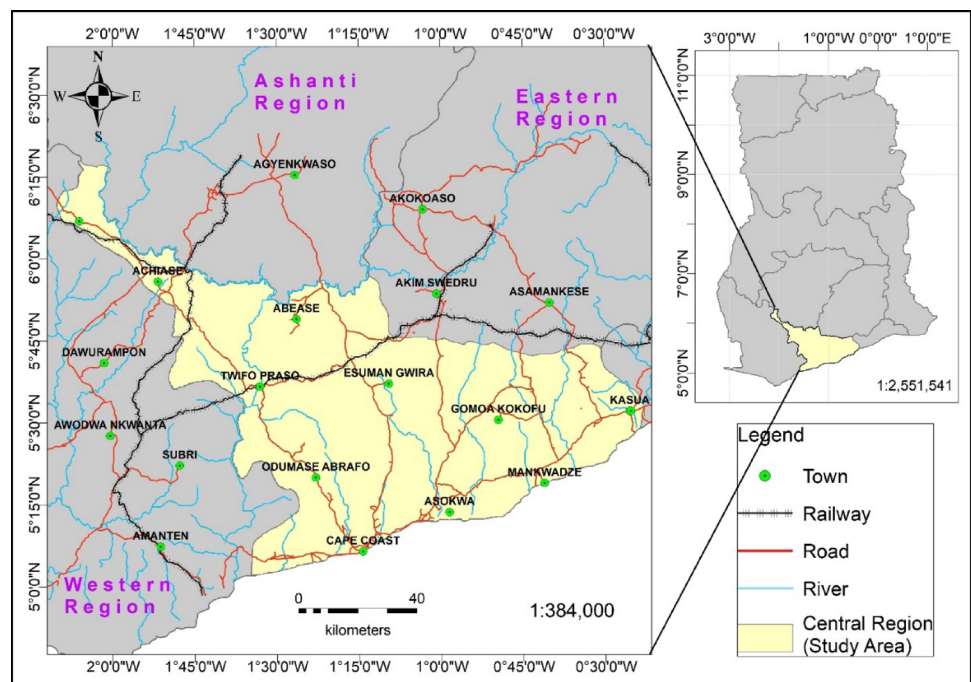 2°0'0"W 1°45'0"W 1°30'0"W 1°15'0"W 1°0'0"W 0°45'0"W 0°30'0"W
N
W E
S
Ashanti
Region
Eastern
Region
6°30'0"N
6°15'0"N
6°0'0"N
5°45'0"N
5°30'0"N
5°15'0"N
5°0'0"N
AGYENKWASO
AKOKOASO
ACHIASE
AKIM SWEDRU
ASAMANKESE
ABEASE
DAWURAMPON
TWIFO PRASO
ESUMAN GWIRA
GOMOA KOKOFU
KASUA
AWODWA NKWANTA
SUBRI
ODUMASE ABRAFO
MANKWADZE
ASOKWA
AMANTEN
CAPE COAST
Western
Region
0 40
kilometers
1:384,000
2°0'0"W 1°45'0"W 1°30'0"W 1°15'0"W 1°0'0"W 0°45'0"W 0°30'0"W
3°0'0"W 1°0'0"W 0°0'0"E 1°0'0"E
11°0'0"N
9°0'0"N
7°0'0"N
5°0'0"N
1:2,551,541
Legend
Town
Railway
Road
River
Central Region
(Study Area)